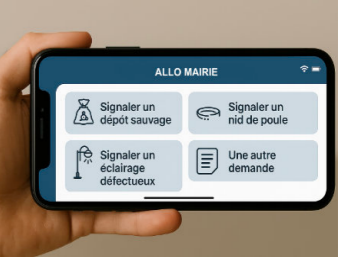 ALLO MAIRIE
Signaler un
dépôt sauvage
Signaler un
nid de poule
Signaler un
éclairage
défectueux
Une autre
demande